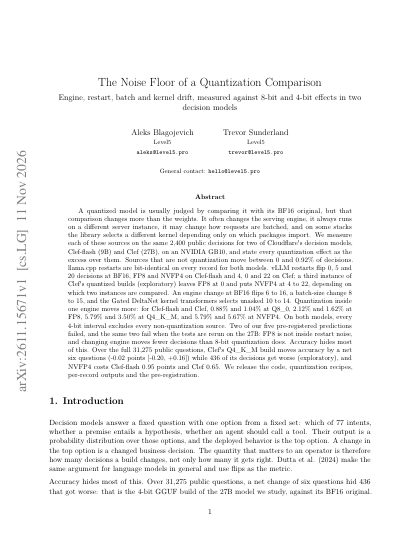 The Noise Floor of a Quantization Comparison
Engine, restart, batch and kernel drift, measured against 8-bit and 4-bit effects in two
decision models
Aleks Blagojevich
Level5
aleks@level5.pro
Trevor Sunderland
Level5
trevor@level5.pro
General contact: hello@level5.pro
Abstract
A quantized model is usually judged by comparing it with its BF16 original, but that
comparison changes more than the weights. It often changes the serving engine, it always runs
on a different server instance, it may change how requests are batched, and on some stacks
the library selects a different kernel depending only on which packages import. We measure
each of these sources on the same 2,400 public decisions for two of Cloudflare's decision models,
Clef-flash (9B) and Clef (27B), on an NVIDIA GB10, and state every quantization effect as the
excess over them. Sources that are not quantization move between 0 and 0.92% of decisions.
llama.cpp restarts are bit-identical on every record for both models. vLLM restarts flip 0, 5
and 20 decisions at BF16, FP8 and NVFP4 on Clef-flash and 4, 0 and 22 on Clef; a third instance of
Clef's quantized builds (exploratory) leaves FP8 at 0 and puts NVFP4 at 4 to 22, depending on
which two instances are compared. An engine change at BF16 flips 6 to 16, a batch-size change 8
to 15, and the Gated DeltaNet kernel transformers selects unasked 10 to 14. Quantization inside
one engine moves more: for Clef-flash and Clef, 0.88% and 1.04% at Q8_0, 2.12% and 1.62% at
FP8, 5.79% and 3.50% at Q4_K_M, and 5.79% and 5.67% at NVFP4. On both models, every
4-bit interval excludes every non-quantization source. Two of our five pre-registered predictions
failed, and the same two fail when the tests are rerun on the 27B: FP8 is not inside restart noise,
and changing engine moves fewer decisions than 8-bit quantization does. Accuracy hides most of
this. Over the full 31,275 public questions, Clef's Q4_K_M build moves accuracy by a net
six questions (-0.02 points [-0.20, +0.16]) while 436 of its decisions get worse (exploratory), and
NVFP4 costs Clef-flash 0.95 points and Clef 0.65. We release the code, quantization recipes,
per-record outputs and the pre-registration.
1. Introduction
Decision models answer a fixed question with one option from a fixed set: which of 77 intents,
whether a premise entails a hypothesis, whether an agent should call a tool. Their output is a
probability distribution over those options, and the deployed behavior is the top option. A change in
the top option is a changed business decision. The quantity that matters to an operator is therefore
how many decisions a build changes, not only how many it gets right. Dutta et al. (2024) make the
same argument for language models in general and use flips as the metric.
Accuracy hides most of this. Over 31,275 public questions, a net change of six questions hid 436
that got worse: that is the 4-bit GGUF build of the 27B model we study, against its BF16 original.
1
arXiv:2611.15671v1 [cs.LG] 11 Nov 2026